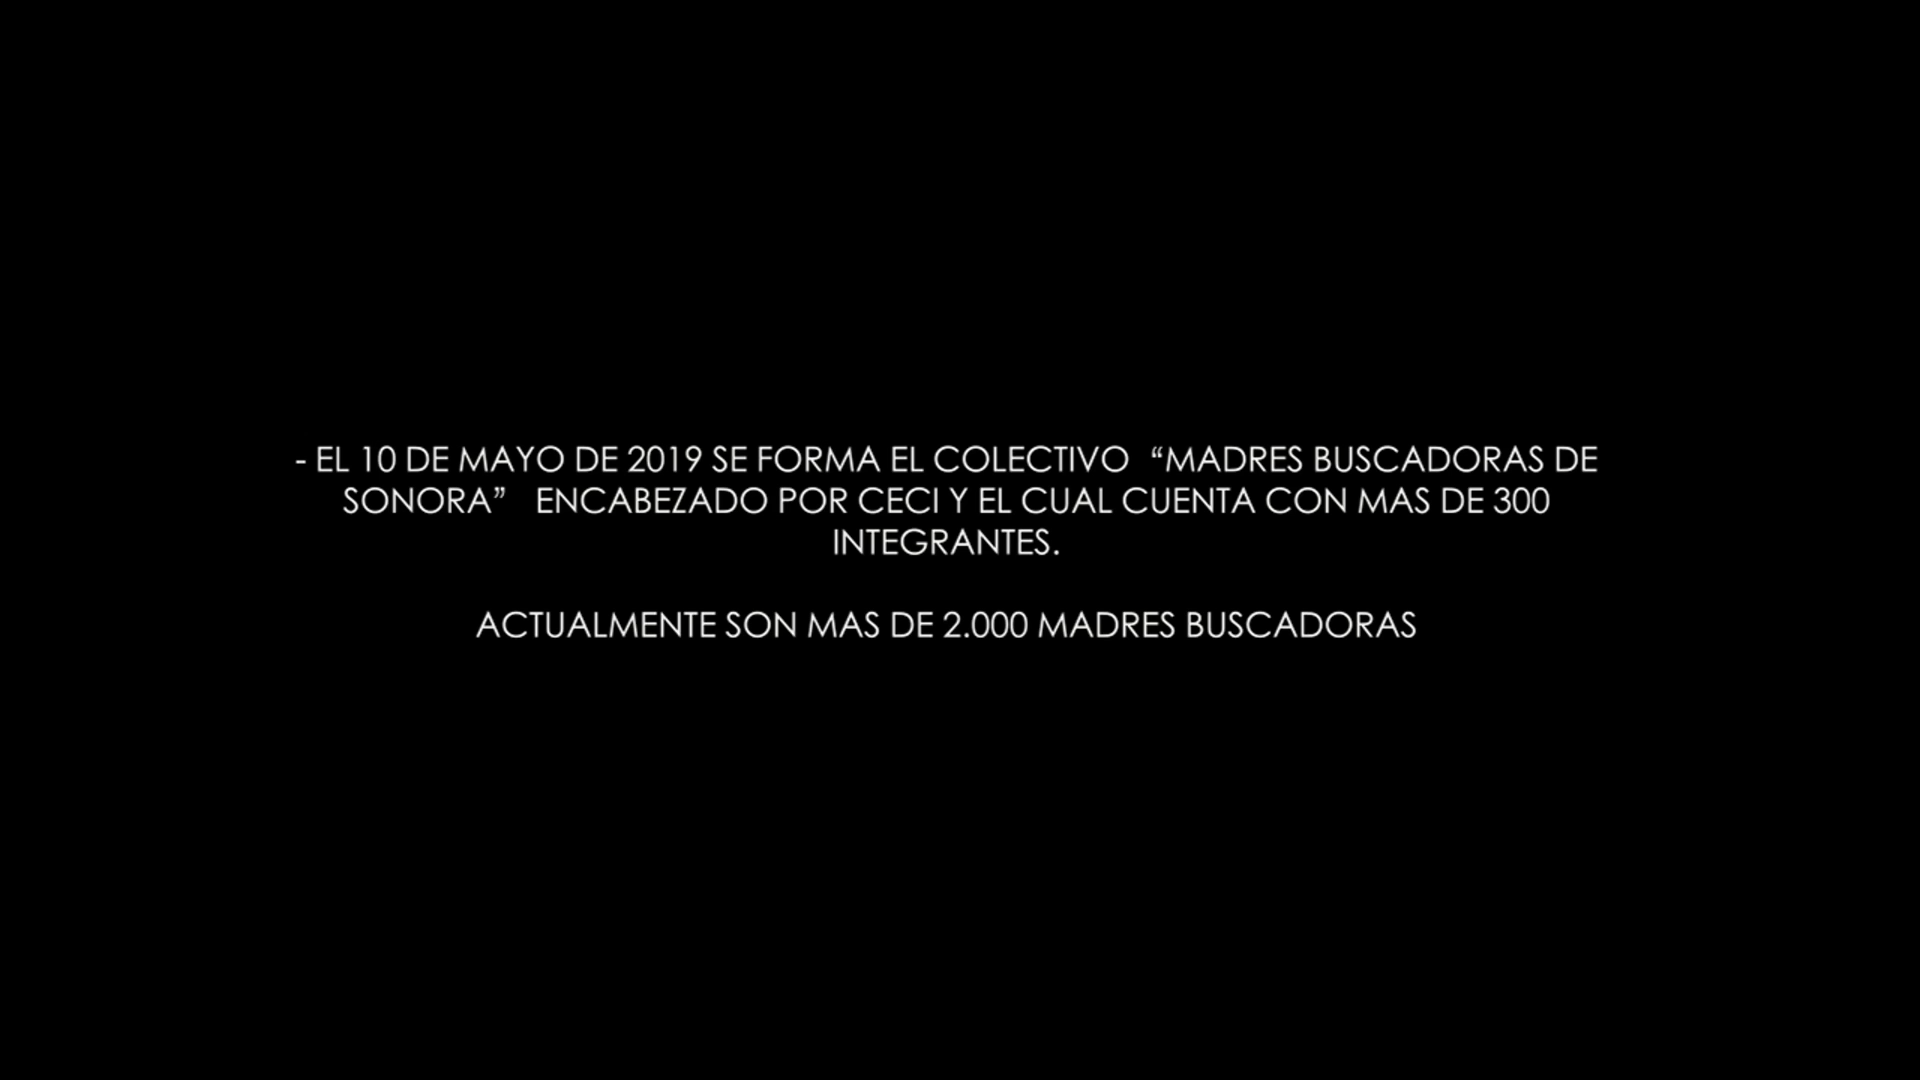 - EL 10 DE MAYO DE 2019 SE FORMA EL COLECTIVO “MADRES BUSCADORAS DE
SONORA” ENCABEZADO POR CECI Y EL CUAL CUENTA CON MAS DE 300
INTEGRANTES.
ACTUALMENTE SON MAS DE 2.000 MADRES BUSCADORAS